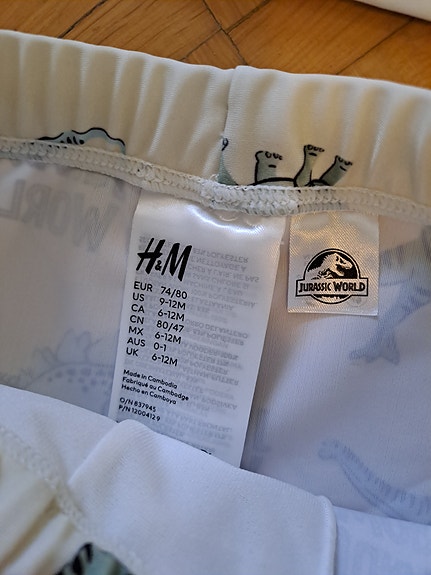 H&M
EUR 74/80
US 9-12M
CA 6-12M
CN 80/47
MX 6-12M
AUS 0-1
UK 6-12M
Made in Cambodia
Fabriqué au Cambodge
Hecho en Camboya
O/N 837945
P/N 12004129
JURASSIC WORLD